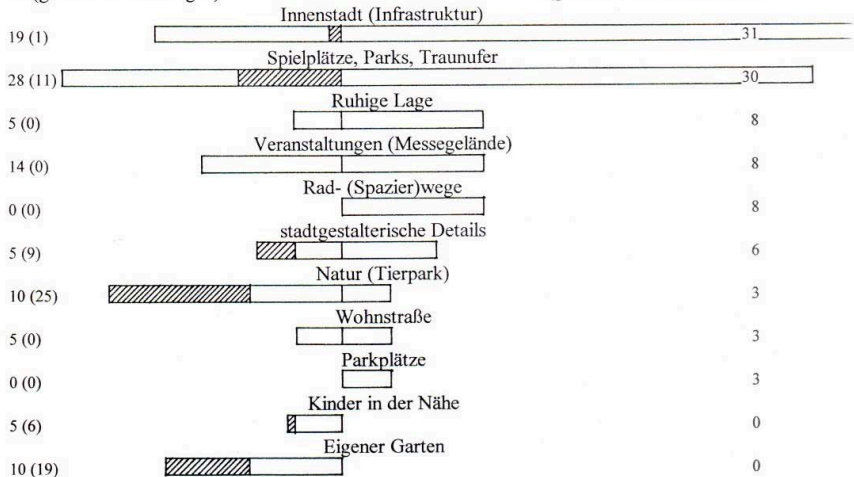 Innenstadt (Infrastruktur)
19 (1) 31
Spielplätze, Parks, Traunufer
28 (11) 30
Ruhige Lage
5 (0) 8
Veranstaltungen (Messegelände)
14 (0) 8
Rad- (Spazier)wege
0 (0) 8
stadtgestalterische Details
5 (9) 6
Natur (Tierpark)
10 (25) 3
Wohnstraße
5 (0) 3
Parkplätze
0 (0) 3
Kinder in der Nähe
5 (6) 0
Eigener Garten
10 (19) 0